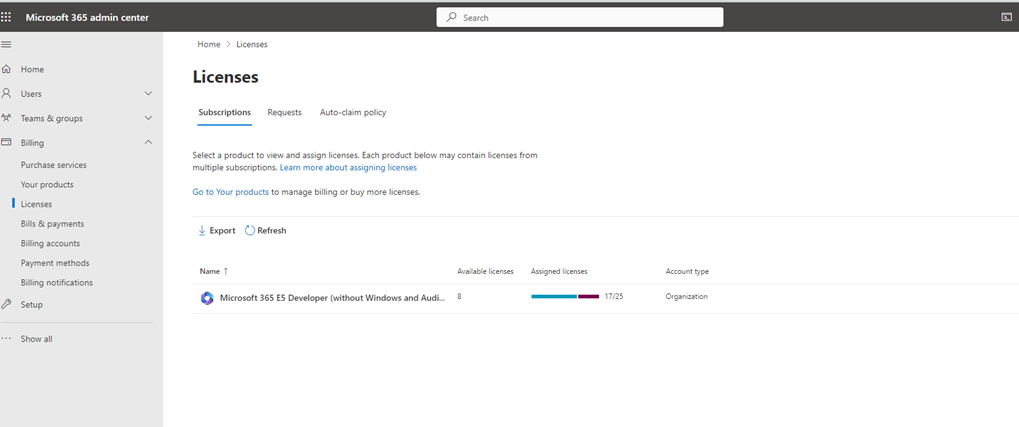 Microsoft 365 admin center
Search
Home
Users
Teams & groups
Billing
Purchase services
Your products
Licenses
Bills & payments
Billing accounts
Payment methods
Billing notifications
Setup
Show all
Home > Licenses
Licenses
Subscriptions Requests Auto-claim policy
Select a product to view and assign licenses. Each product below may contain licenses from
multiple subscriptions. Learn more about assigning licenses
Go to Your products to manage billing or buy more licenses.
Export Refresh
Name ↑ Available licenses Assigned licenses Account type
Microsoft 365 E5 Developer (without Windows and Audi... 8 17/25 Organization